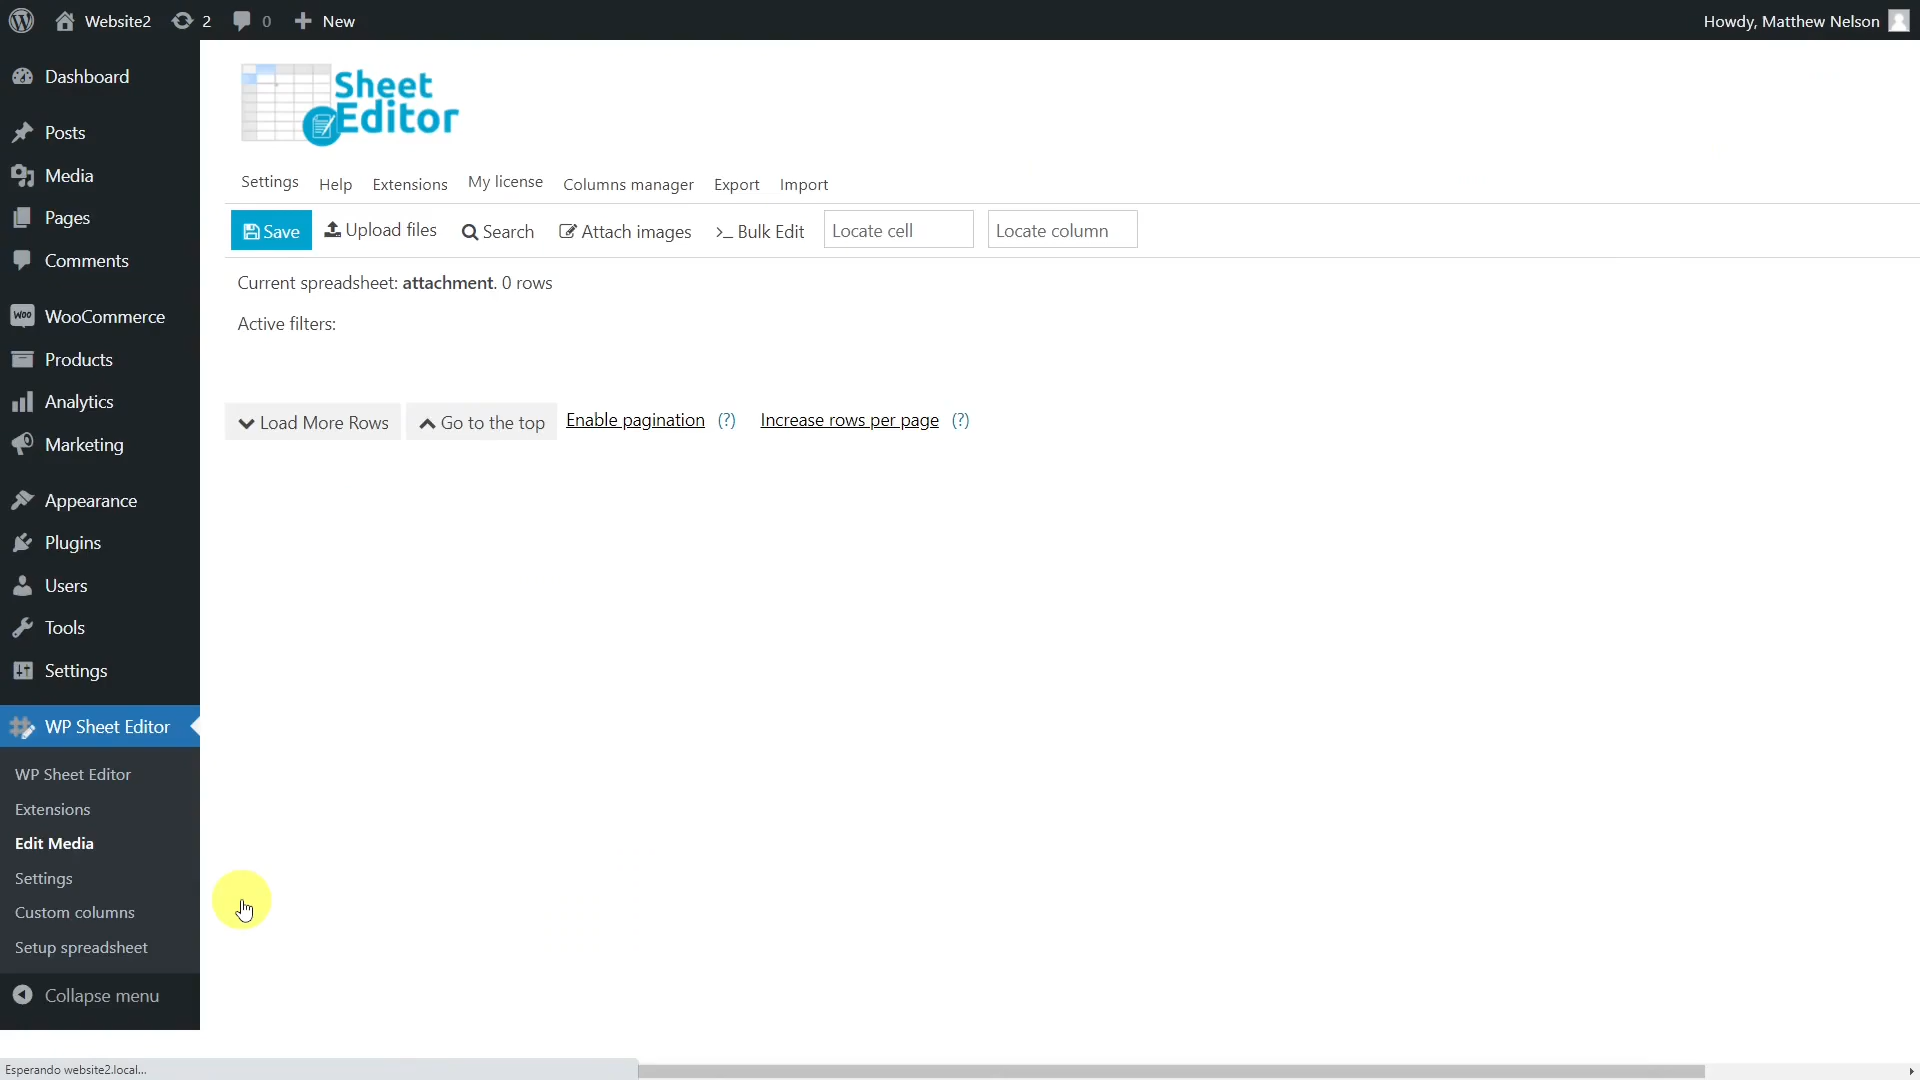 Website2 2 0 New Howdy, Matthew Nelson
Dashboard
Posts
Media
Pages
Comments
WooCommerce
Products
Analytics
Marketing
Appearance
Plugins
Users
Tools
Settings
WP Sheet Editor
WP Sheet Editor
Extensions
Edit Media
Settings
Custom columns
Setup spreadsheet
Collapse menu
Sheet
Editor
Settings Help Extensions My license Columns manager Export Import
Save Upload files Search Attach images Bulk Edit Locate cell Locate column
Current spreadsheet: attachment. 0 rows
Active filters:
Load More Rows Go to the top Enable pagination (?) Increase rows per page (?)
Esperando website2.local...